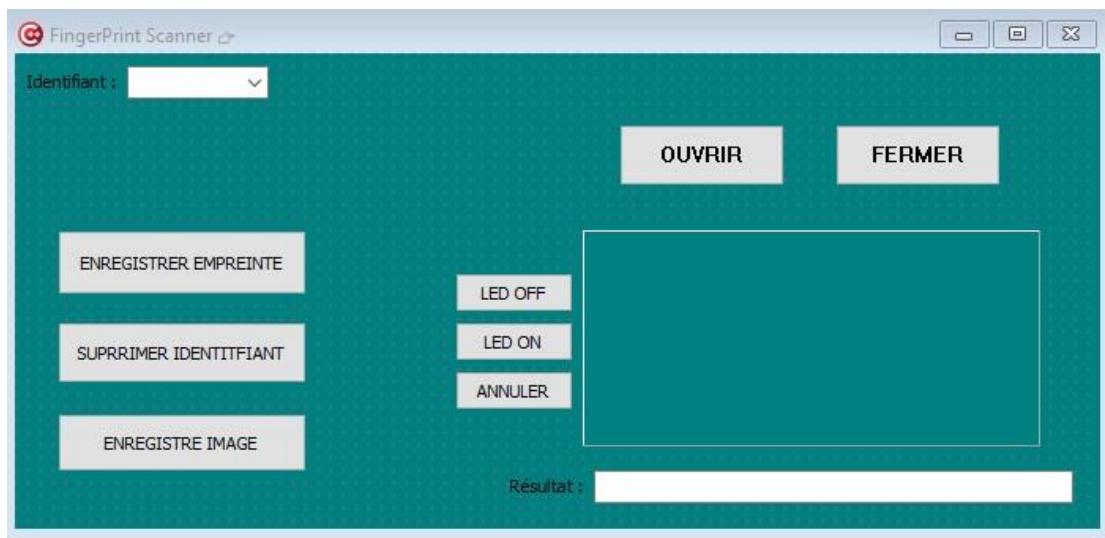 FingerPrint Scanner
Identifiant :
OUVRIR
FERMER
ENREGISTRER EMPREINTE
LED OFF
SUPRRIMER IDENTITFIANT
LED ON
ANNULER
ENREGISTRE IMAGE
Résultat :